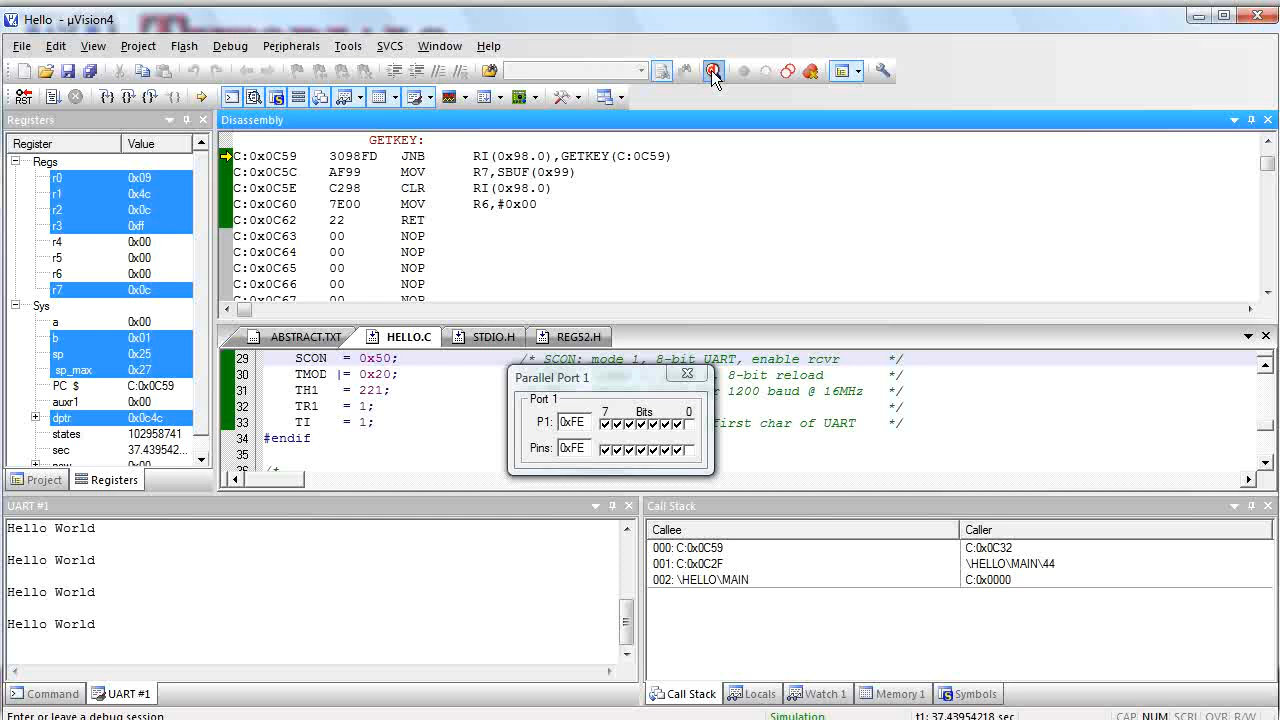 Hello - µVision4
File Edit View Project Flash Debug Peripherals Tools SVCS Window Help
RST
Registers
Register Value
Regs
r0 0x09
r1 0x4c
r2 0x0c
r3 0xff
r4 0x00
r5 0x00
r6 0x00
r7 0x0c
Sys
a 0x00
b 0x01
sp 0x25
sp_max 0x27
PC $ C:0x0C59
auxr1 0x00
dptr 0x0c4c
states 102958741
sec 37.439542...
Project Registers
Disassembly
GETKEY:
C:0x0C59 3098FD JNB RI(0x98.0),GETKEY(C:0C59)
C:0x0C5C AF99 MOV R7,SBUF(0x99)
C:0x0C5E C298 CLR RI(0x98.0)
C:0x0C60 7E00 MOV R6,#0x00
C:0x0C62 22 RET
C:0x0C63 00 NOP
C:0x0C64 00 NOP
C:0x0C65 00 NOP
C:0x0C66 00 NOP
C:0x0C67 00 NOP
ABSTRACT.TXT HELLO.C STDIO.H REG52.H
29 SCON = 0x50; /* SCON: mode 1, 8-bit UART, enable rcvr */
30 TMOD |= 0x20; 8-bit reload */
31 TH1 = 221; 1200 baud @ 16MHz */
32 TR1 = 1; */
33 TI = 1; first char of UART */
34 #endif
35
/*
Parallel Port 1
Port 1
7 Bits 0
P1: 0xFE
Pins: 0xFE
UART #1
Hello World
Hello World
Hello World
Hello World
Command UART #1
Call Stack
Callee Caller
000: C:0x0C59 C:0x0C32
001: C:0x0C2F \HELLO\MAIN\44
002: \HELLO\MAIN C:0x0000
Call Stack Locals Watch 1 Memory 1 Symbols
Enter or leave a debug session Simulation t1: 37.43954218 sec CAP NUM SCRL OVR R/W